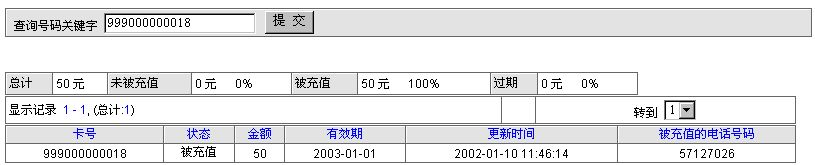 查询号码关键字 999000000018 提 交
总计 50 元 未被充值 0 元 0% 被充值 50 元 100% 过期 0 元 0%
显示记录 1 - 1, (总计:1) 转到 1
卡号 状态 金额 有效期 更新时间 被充值的电话号码
999000000018 被充值 50 2003-01-01 2002-01-10 11:46:14 57127026